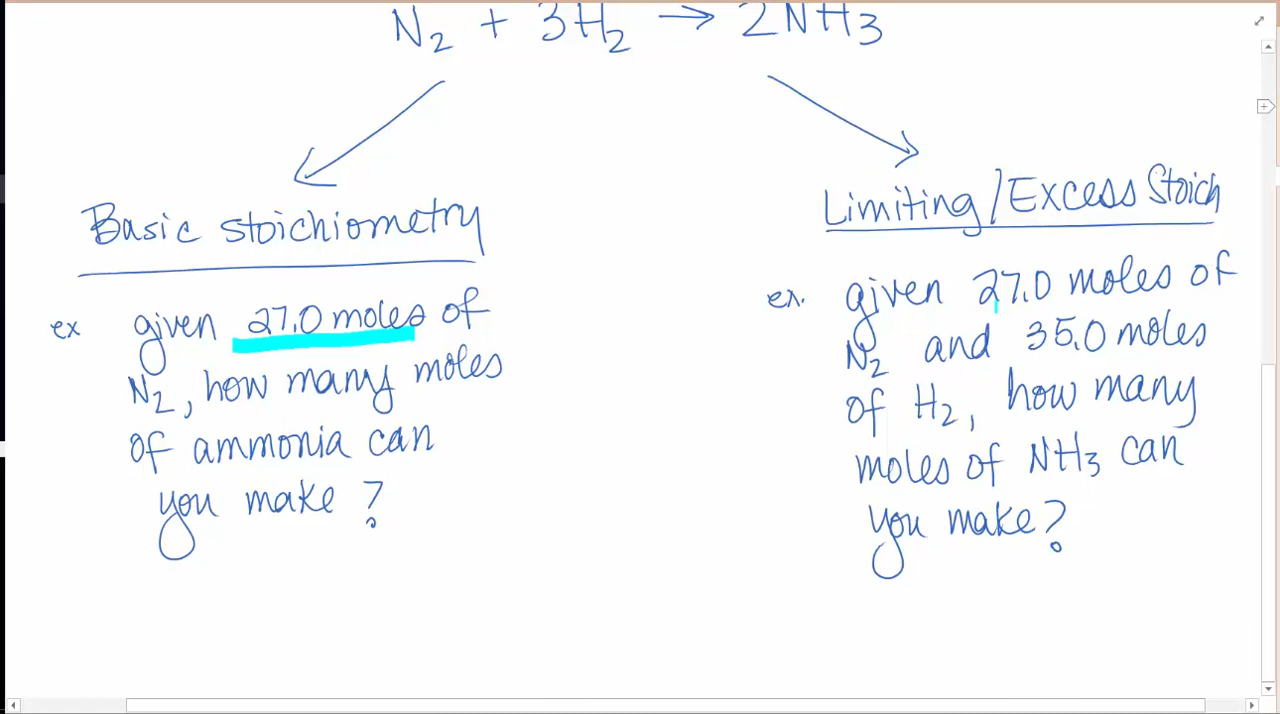 N₂ + 3H₂ → 2NH₃
Basic stoichiometry
ex given 27.0 moles of
N₂, how many moles
of ammonia can
you make?
Limiting/Excess Stoich
ex. given 27.0 moles of
N₂ and 35.0 moles
of H₂, how many
moles of NH₃ can
you make?